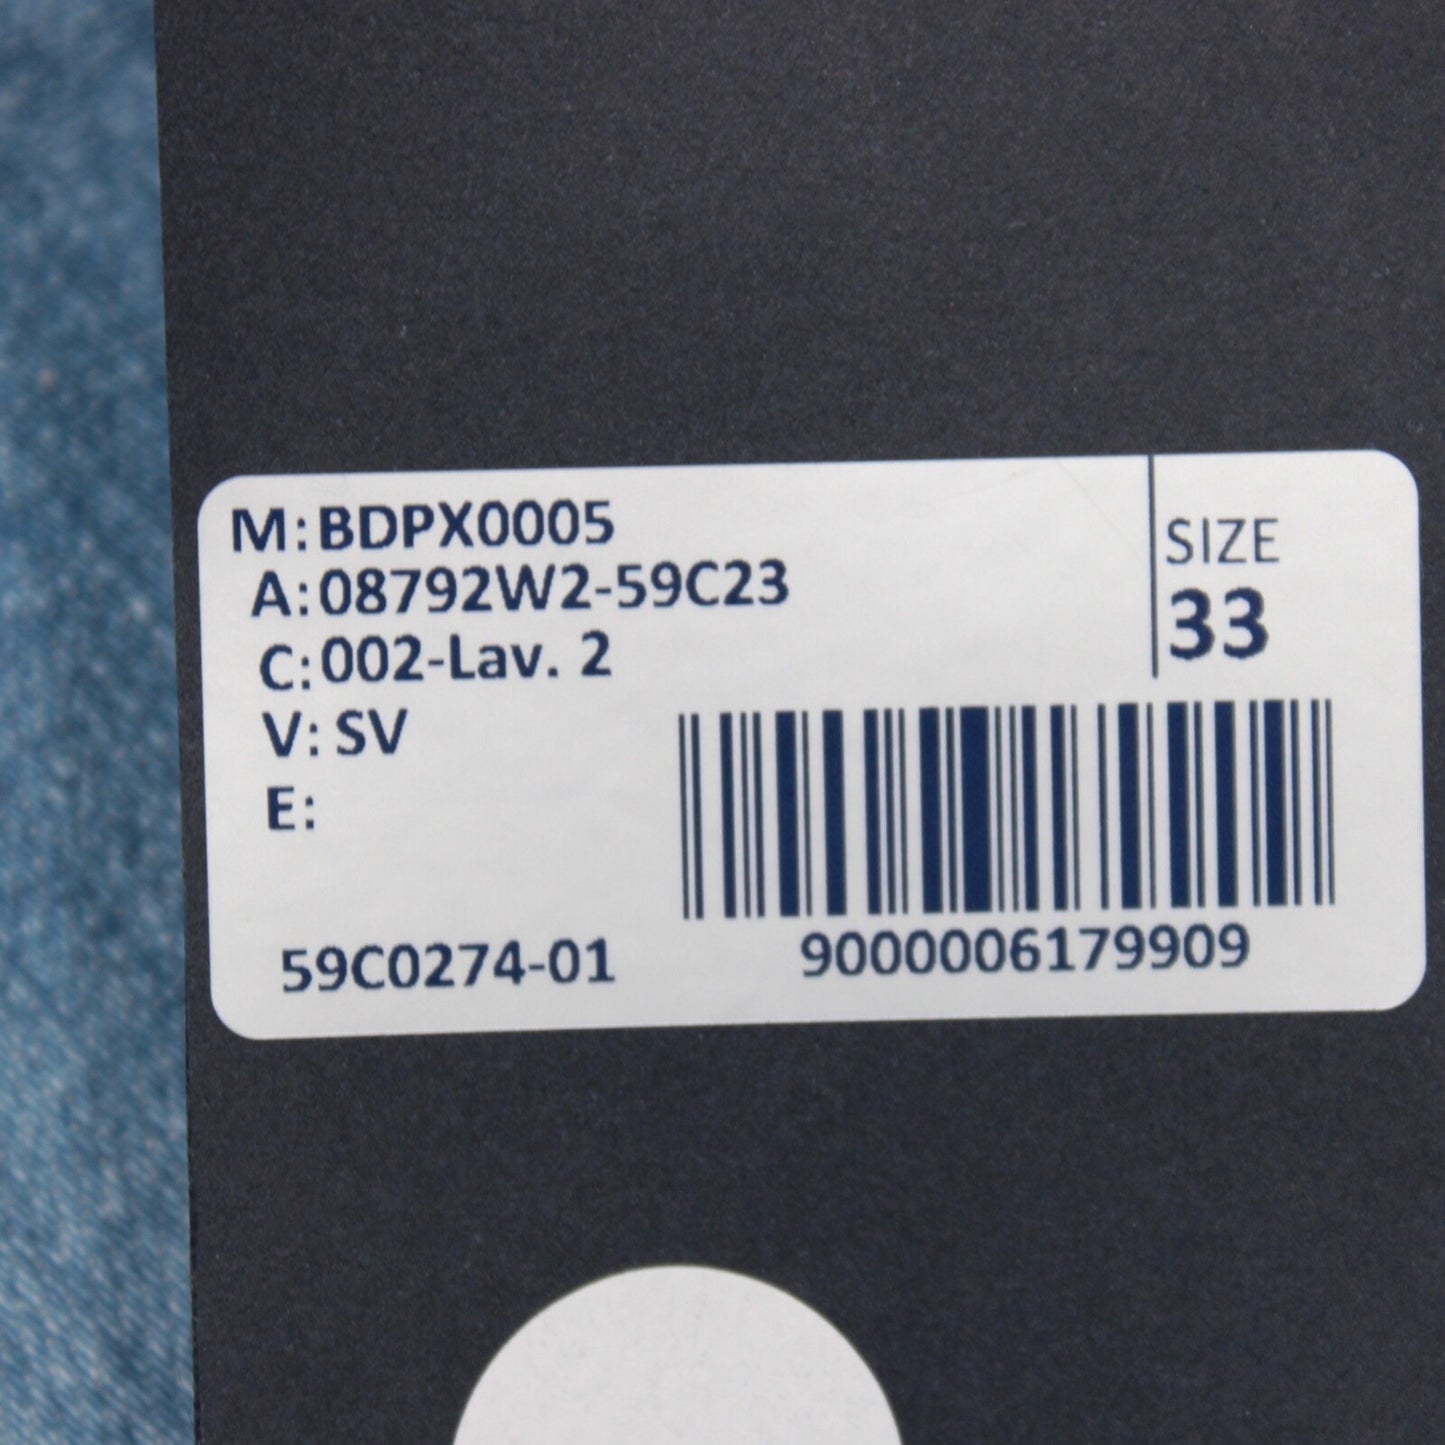 M: BDPX0005
A: 08792W2-59C23
C: 002-Lav. 2
V: SV
E:
SIZE
33
59C0274-01
9000006179909